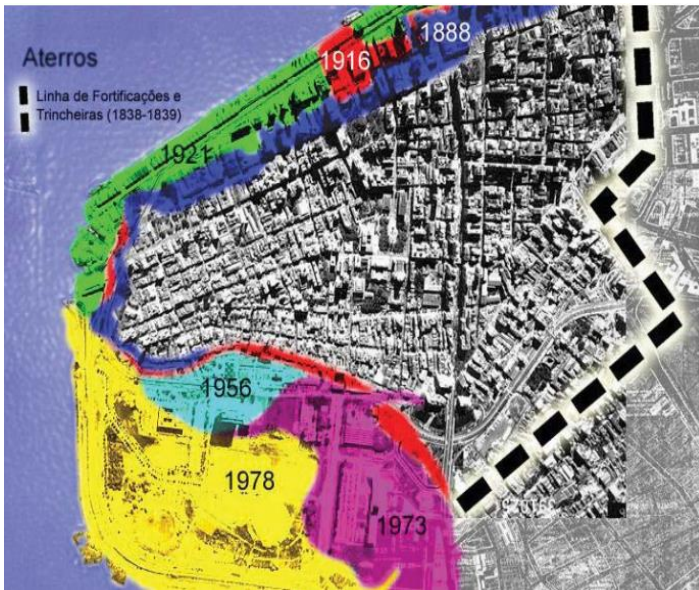 Aterros
Linha de Fortificações e
Trincheiras (1838-1839)
1888
1916
1921
1956
1978
1973